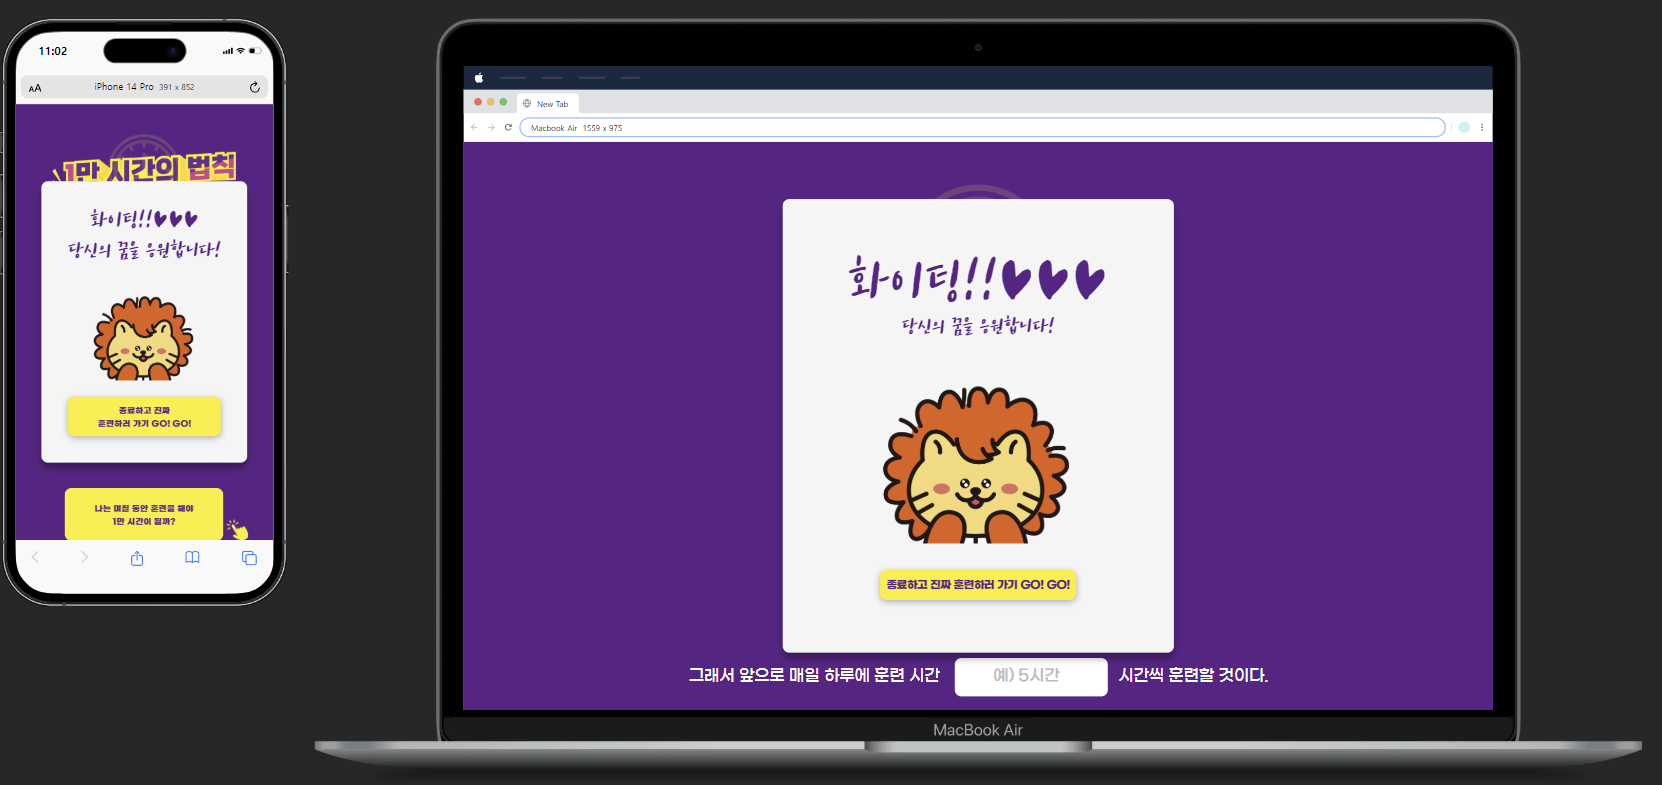 11:02
AA
iPhone 14 Pro 391 x 852
1만 시간의 법칙
화이팅!!♥♥♥
당신의 꿈을 응원합니다!
종료하고 진짜
훈련하러 가기 GO! GO!
나는 며칠 동안 훈련을 해야
1만 시간이 될까?
New Tab
Macbook Air 1559 x 975
화이팅!!♥♥♥
당신의 꿈을 응원합니다!
종료하고 진짜 훈련하러 가기 GO! GO!
그래서 앞으로 매일 하루에 훈련 시간 예) 5시간 시간씩 훈련할 것이다.
MacBook Air